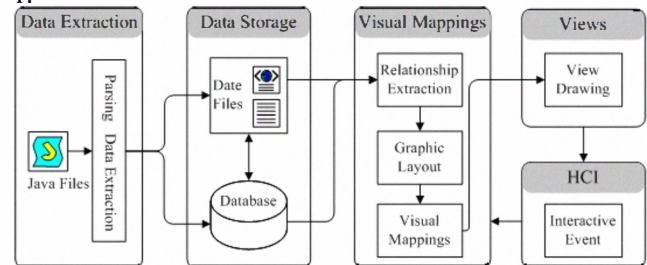 Data Extraction
Java Files
Parsing Data Extraction
Data Storage
Date
Files
Database
Visual Mappings
Relationship
Extraction
Graphic
Layout
Visual
Mappings
Views
View
Drawing
HCI
Interactive
Event